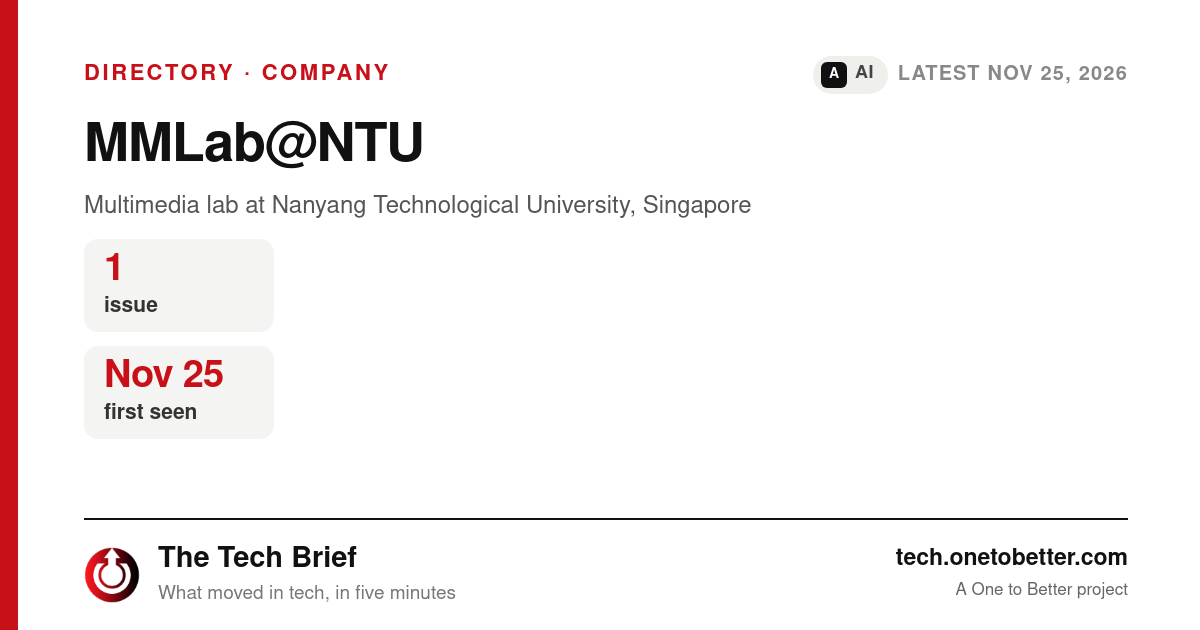 DIRECTORY · COMPANY
A AI LATEST NOV 25, 2026
MMLab@NTU
Multimedia lab at Nanyang Technological University, Singapore
1
issue
Nov 25
first seen
The Tech Brief
What moved in tech, in five minutes
tech.onetobetter.com
A One to Better project